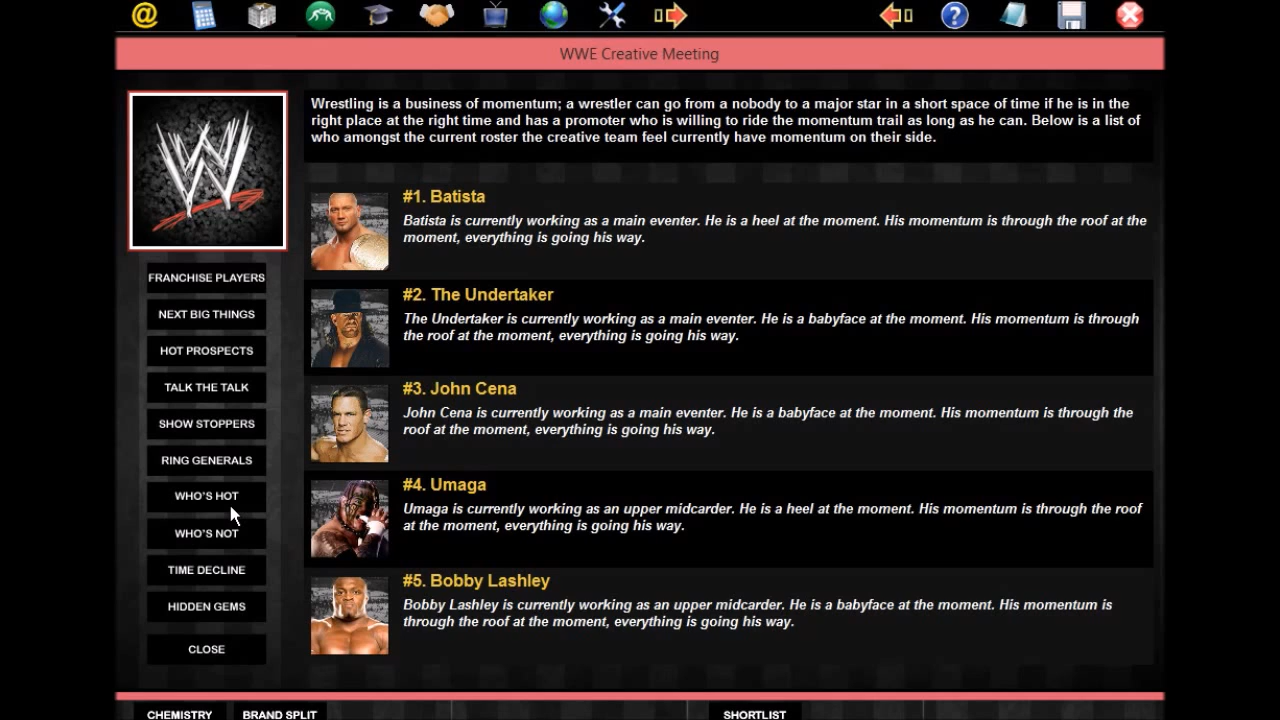 WWE Creative Meeting
Wrestling is a business of momentum; a wrestler can go from a nobody to a major star in a short space of time if he is in the
right place at the right time and has a promoter who is willing to ride the momentum trail as long as he can. Below is a list of
who amongst the current roster the creative team feel currently have momentum on their side.
FRANCHISE PLAYERS
NEXT BIG THINGS
HOT PROSPECTS
TALK THE TALK
SHOW STOPPERS
RING GENERALS
WHO'S HOT
WHO'S NOT
TIME DECLINE
HIDDEN GEMS
CLOSE
#1. Batista
Batista is currently working as a main eventer. He is a heel at the moment. His momentum is through the roof at the
moment, everything is going his way.
#2. The Undertaker
The Undertaker is currently working as a main eventer. He is a babyface at the moment. His momentum is through
the roof at the moment, everything is going his way.
#3. John Cena
John Cena is currently working as a main eventer. He is a babyface at the moment. His momentum is through the
roof at the moment, everything is going his way.
#4. Umaga
Umaga is currently working as an upper midcarder. He is a heel at the moment. His momentum is through the roof
at the moment, everything is going his way.
#5. Bobby Lashley
Bobby Lashley is currently working as an upper midcarder. He is a babyface at the moment. His momentum is
through the roof at the moment, everything is going his way.
CHEMISTRY
BRAND SPLIT
SHORTLIST